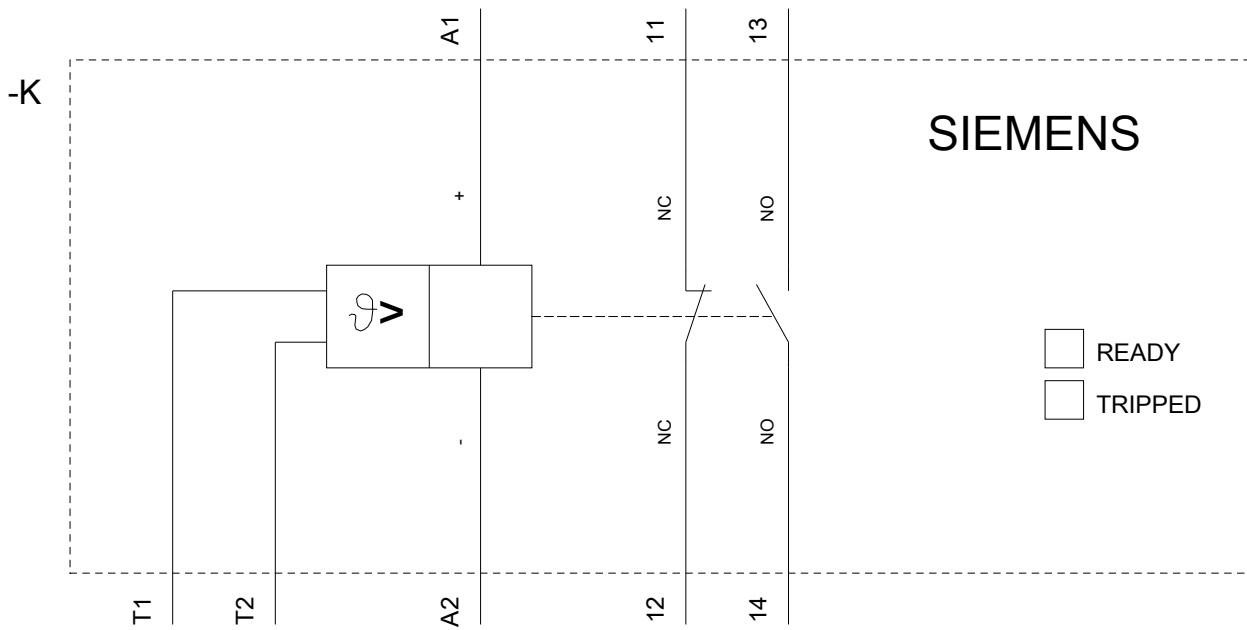 A1
11
13
-K
SIEMENS
+
NC
NO
ϑ>
READY
TRIPPED
-
NC
NO
T1
T2
A2
12
14